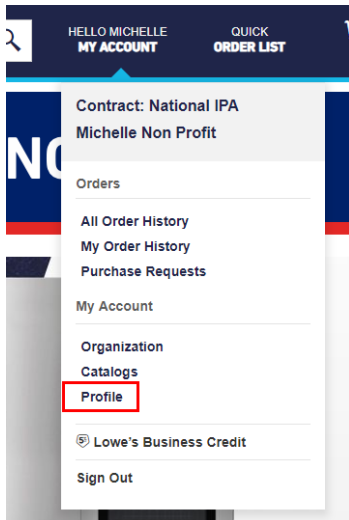 HELLO MICHELLE
MY ACCOUNT
QUICK
ORDER LIST
Contract: National IPA
Michelle Non Profit
NO
Orders
All Order History
My Order History
Purchase Requests
My Account
Organization
Catalogs
Profile
Lowe's Business Credit
Sign Out